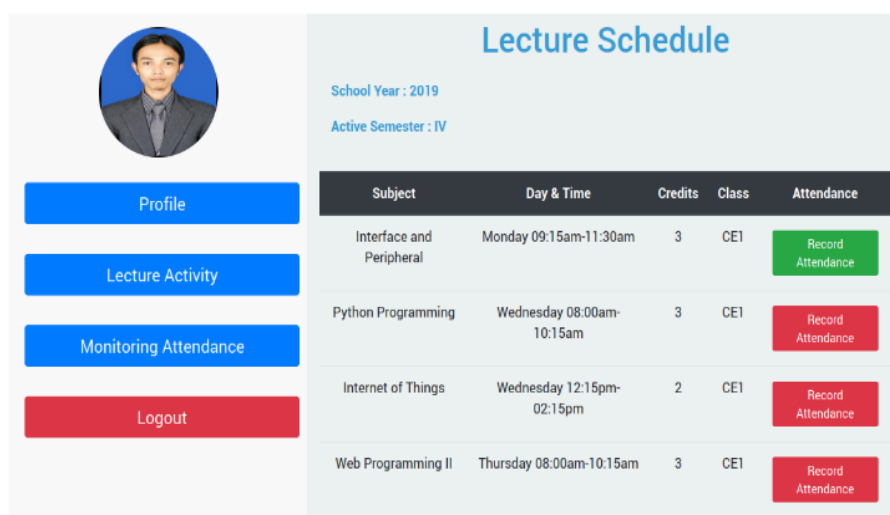 Lecture Schedule
School Year : 2019
Active Semester : IV
Profile
Lecture Activity
Monitoring Attendance
Logout
Subject Day & Time Credits Class Attendance
Interface and Monday 09:15am-11:30am 3 CE1 Record
Peripheral Attendance
Python Programming Wednesday 08:00am- 3 CE1 Record
10:15am Attendance
Internet of Things Wednesday 12:15pm- 2 CE1 Record
02:15pm Attendance
Web Programming II Thursday 08:00am-10:15am 3 CE1 Record
Attendance